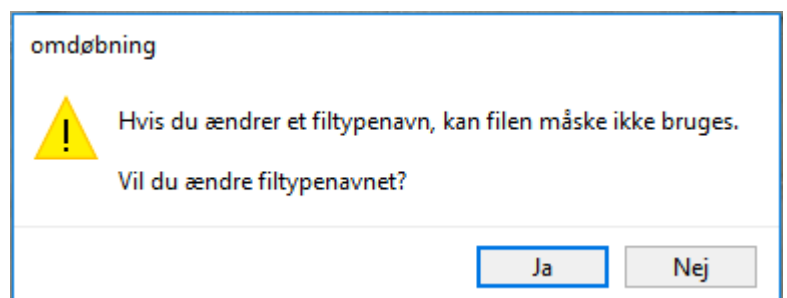 omdøbning
Hvis du ændrer et filtypenavn, kan filen måske ikke bruges.
Vil du ændre filtypenavnet?
Ja Nej